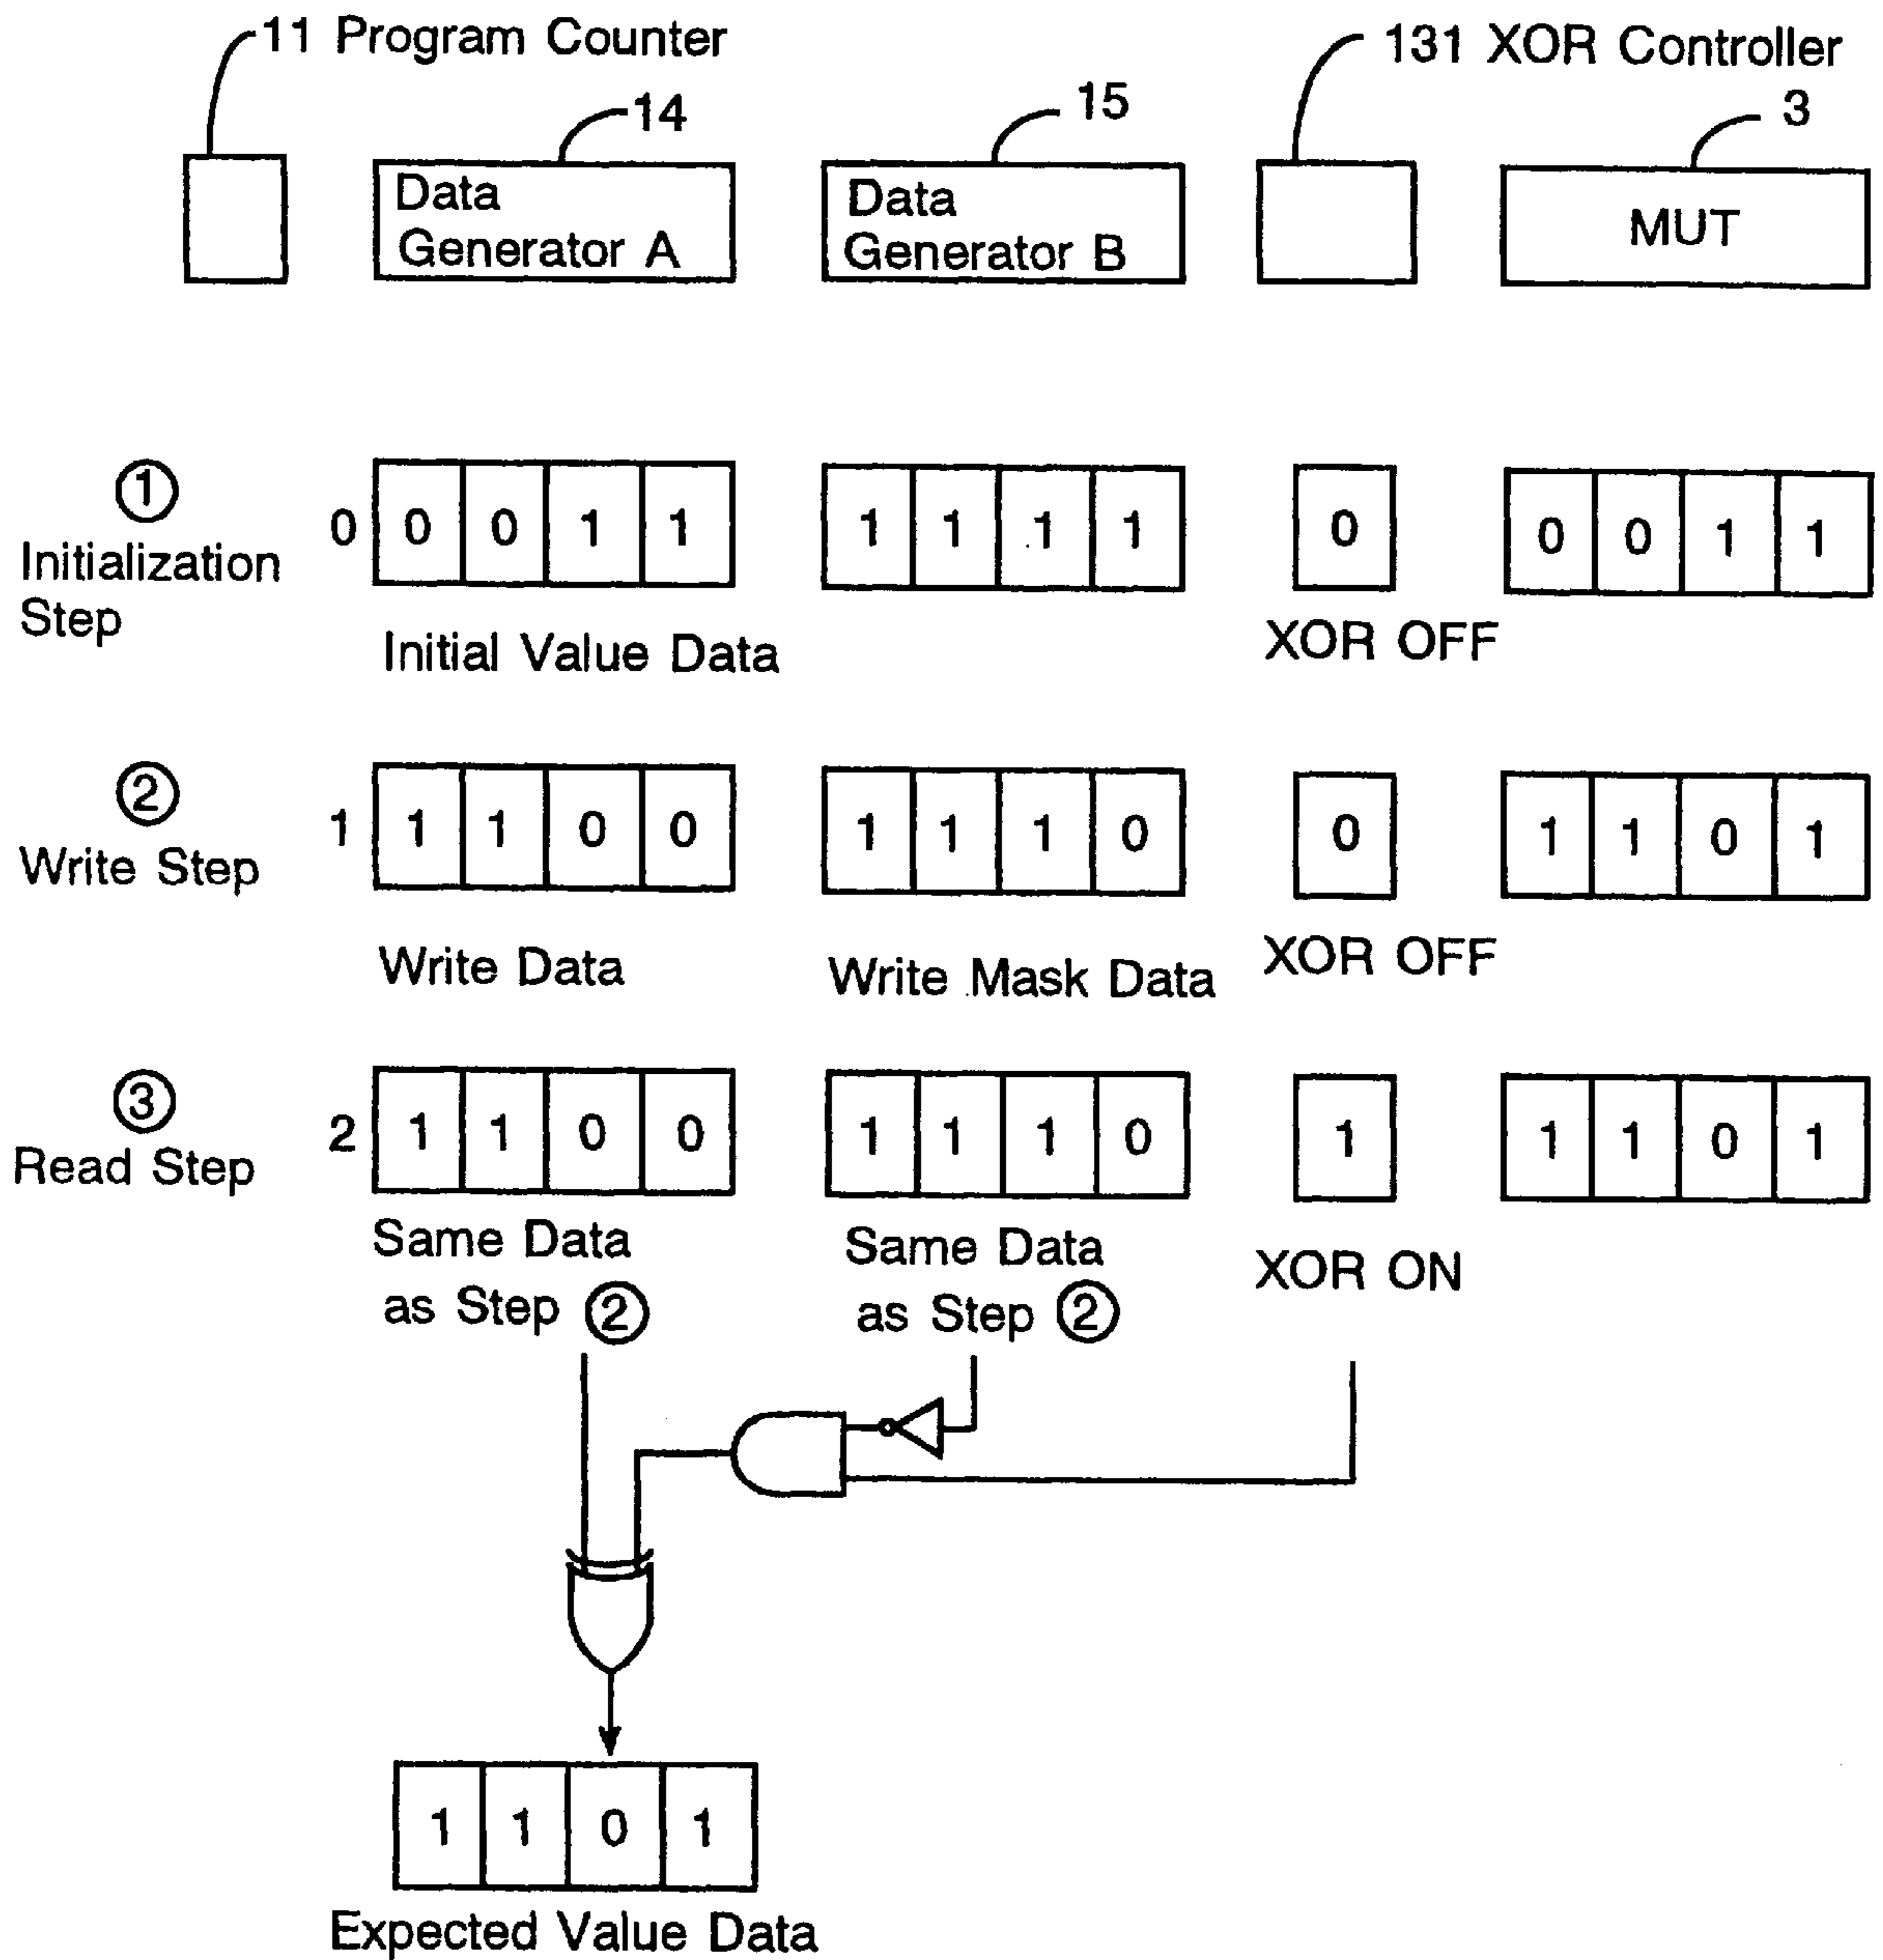 11 Program Counter
131 XOR Controller
14
15
3
Data
Generator A
Data
Generator B
MUT
①
Initialization
Step
0 0 0 1 1
1 1 1 1
0
0 0 1 1
Initial Value Data
XOR OFF
②
Write Step
1 1 1 0 0
1 1 1 0
0
1 1 0 1
Write Data
Write Mask Data
XOR OFF
③
Read Step
2 1 1 0 0
1 1 1 0
1
1 1 0 1
Same Data
as Step ②
Same Data
as Step ②
XOR ON
1 1 0 1
Expected Value Data